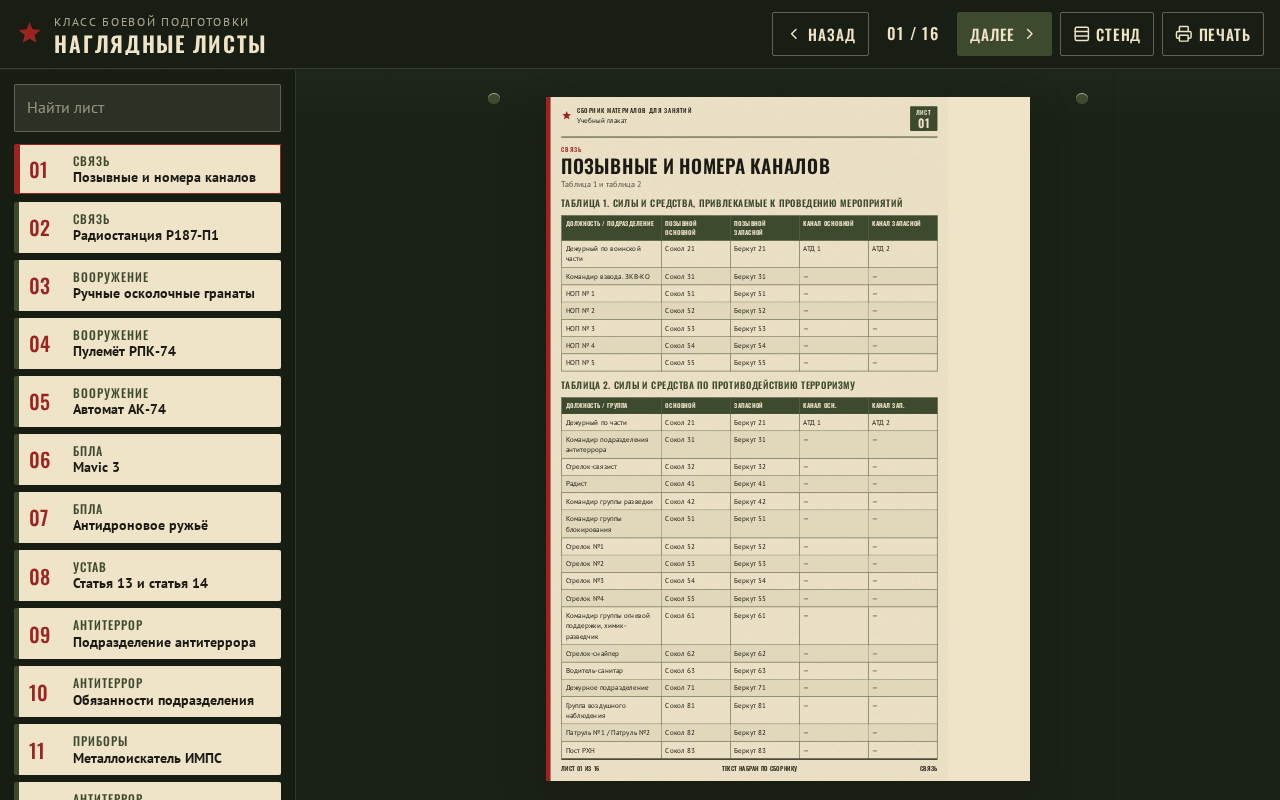 КЛАСС БОЕВОЙ ПОДГОТОВКИ
НАГЛЯДНЫЕ ЛИСТЫ
НАЗАД
01 / 16
ДАЛЕЕ
СТЕНД
ПЕЧАТЬ
Найти лист
01 СВЯЗЬ
Позывные и номера каналов
02 СВЯЗЬ
Радиостанция Р187-П1
03 ВООРУЖЕНИЕ
Ручные осколочные гранаты
04 ВООРУЖЕНИЕ
Пулемёт РПК-74
05 ВООРУЖЕНИЕ
Автомат АК-74
06 БПЛА
Mavic 3
07 БПЛА
Антидроновое ружьё
08 УСТАВ
Статья 13 и статья 14
09 АНТИТЕРРОР
Подразделение антитеррора
10 АНТИТЕРРОР
Обязанности подразделения
11 ПРИБОРЫ
Металлоискатель ИМПС
АНТИТЕРРОР
СБОРНИК МАТЕРИАЛОВ ДЛЯ ЗАНЯТИЙ
Учебный плакат
ЛИСТ
01
СВЯЗЬ
ПОЗЫВНЫЕ И НОМЕРА КАНАЛОВ
Таблица 1 и таблица 2
ТАБЛИЦА 1. СИЛЫ И СРЕДСТВА, ПРИВЛЕКАЕМЫЕ К ПРОВЕДЕНИЮ МЕРОПРИЯТИЙ
ДОЛЖНОСТЬ / ПОДРАЗДЕЛЕНИЕ ПОЗЫВНОЙ ОСНОВНОЙ ПОЗЫВНОЙ ЗАПАСНОЙ КАНАЛ ОСНОВНОЙ КАНАЛ ЗАПАСНОЙ
Дежурный по воинской части Сокол 21 Беркут 21 АТД 1 АТД 2
Командир взвода. ЗКВ-КО Сокол 31 Беркут 31 — —
НОП № 1 Сокол 51 Беркут 51 — —
НОП № 2 Сокол 52 Беркут 52 — —
НОП № 3 Сокол 53 Беркут 53 — —
НОП № 4 Сокол 54 Беркут 54 — —
НОП № 5 Сокол 55 Беркут 55 — —
ТАБЛИЦА 2. СИЛЫ И СРЕДСТВА ПО ПРОТИВОДЕЙСТВИЮ ТЕРРОРИЗМУ
ДОЛЖНОСТЬ / ГРУППА ОСНОВНОЙ ЗАПАСНОЙ КАНАЛ ОСН. КАНАЛ ЗАП.
Дежурный по части Сокол 21 Беркут 21 АТД 1 АТД 2
Командир подразделения антитеррора Сокол 31 Беркут 31 — —
Стрелок-связист Сокол 32 Беркут 32 — —
Радист Сокол 41 Беркут 41 — —
Командир группы разведки Сокол 42 Беркут 42 — —
Командир группы блокирования Сокол 51 Беркут 51 — —
Стрелок №1 Сокол 52 Беркут 52 — —
Стрелок №2 Сокол 53 Беркут 53 — —
Стрелок №3 Сокол 54 Беркут 54 — —
Стрелок №4 Сокол 55 Беркут 55 — —
Командир группы огневой поддержки, химик-разведчик Сокол 61 Беркут 61 — —
Стрелок-снайпер Сокол 62 Беркут 62 — —
Водитель-санитар Сокол 63 Беркут 63 — —
Дежурное подразделение Сокол 71 Беркут 71 — —
Группа воздушного наблюдения Сокол 81 Беркут 81 — —
Патруль №1 / Патруль №2 Сокол 82 Беркут 82 — —
Пост РХН Сокол 83 Беркут 83 — —
ЛИСТ 01 ИЗ 16 ТЕКСТ НАБРАН ПО СБОРНИКУ СВЯЗЬ